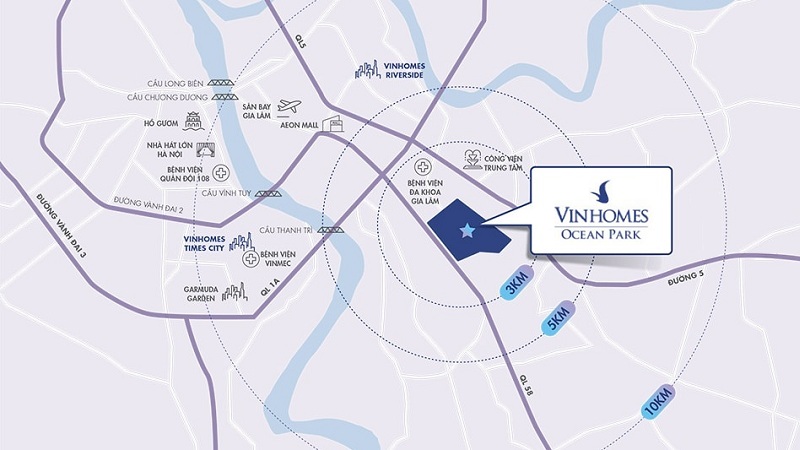 QL5
VINHOMES
RIVERSIDE
CẦU LONG BIÊN
CẦU CHƯƠNG DƯƠNG
SÂN BAY
GIA LÂM
AEON MALL
HỒ GƯƠM
NHÀ HÁT LỚN
HÀ NỘI
BỆNH VIỆN
QUÂN ĐỘI 108
BỆNH VIỆN
ĐA KHOA
GIA LÂM
CÔNG VIÊN
TRUNG TÂM
CẦU VĨNH TUY
ĐƯỜNG VÀNH ĐAI 2
ĐƯỜNG VÀNH ĐAI 3
CẦU THANH TRÌ
VINHOMES
TIMES CITY
BỆNH VIỆN
VINMEC
GARMUDA
GARDEN
QL 1A
VINHOMES
OCEAN PARK
ĐƯỜNG 5
3KM
5KM
10KM
QL 5B